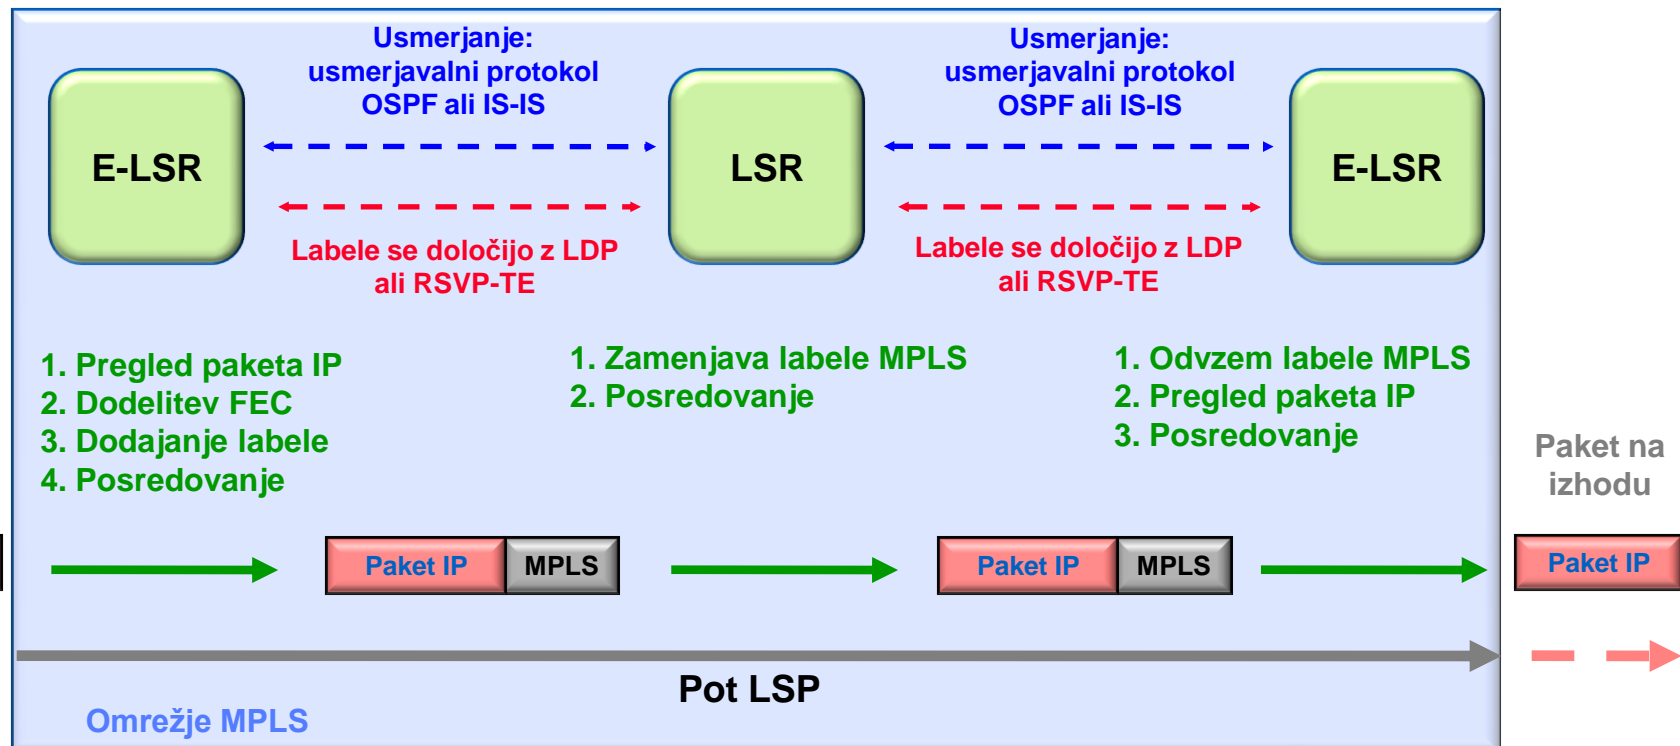 Usmerjanje:
usmerjavalni protokol
OSPF ali IS-IS
Usmerjanje:
usmerjavalni protokol
OSPF ali IS-IS
E-LSR
LSR
E-LSR
Labele se določijo z LDP
ali RSVP-TE
Labele se določijo z LDP
ali RSVP-TE
1. Pregled paketa IP
2. Dodelitev FEC
3. Dodajanje labele
4. Posredovanje
1. Zamenjava labele MPLS
2. Posredovanje
1. Odvzem labele MPLS
2. Pregled paketa IP
3. Posredovanje
Paket na
izhodu
Paket IP
MPLS
Paket IP
MPLS
Paket IP
Pot LSP
Omrežje MPLS